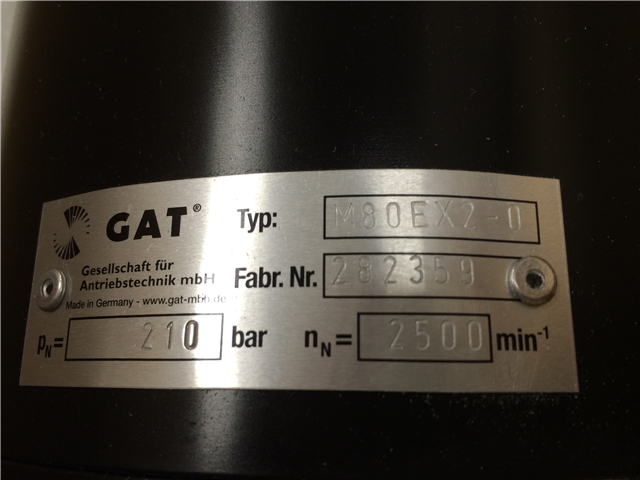 GAT® Typ: M80EX2-0
Gesellschaft für
Antriebstechnik mbH Fabr. Nr. 282359
Made in Germany - www.gat-mbh.de
pN= 210 bar nN= 2500 min-1